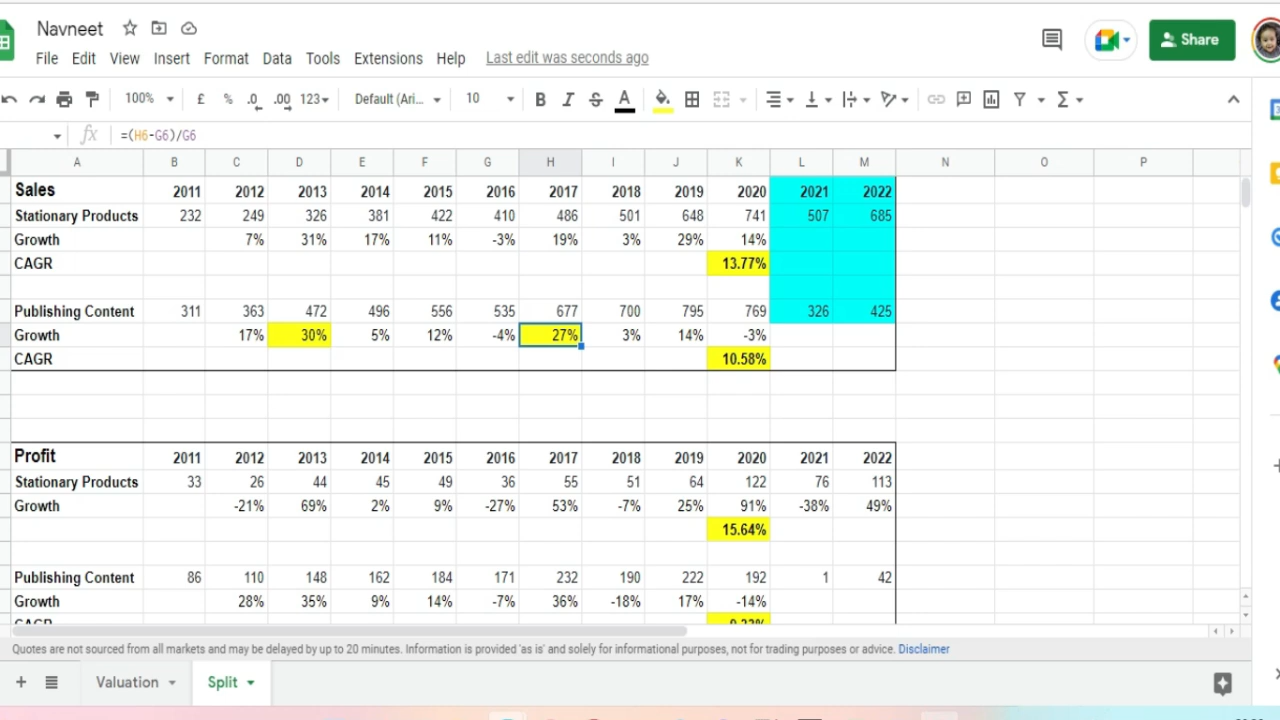 Navneet
File Edit View Insert Format Data Tools Extensions Help Last edit was seconds ago
Share
100% £ % .0 .00 123 Default (Ari... 10 B I S A Σ
fx =(H6-G6)/G6
A B C D E F G H I J K L M N O P
Sales 2011 2012 2013 2014 2015 2016 2017 2018 2019 2020 2021 2022
Stationary Products 232 249 326 381 422 410 486 501 648 741 507 685
Growth 7% 31% 17% 11% -3% 19% 3% 29% 14%
CAGR 13.77%
Publishing Content 311 363 472 496 556 535 677 700 795 769 326 425
Growth 17% 30% 5% 12% -4% 27% 3% 14% -3%
CAGR 10.58%
Profit 2011 2012 2013 2014 2015 2016 2017 2018 2019 2020 2021 2022
Stationary Products 33 26 44 45 49 36 55 51 64 122 76 113
Growth -21% 69% 2% 9% -27% 53% -7% 25% 91% -38% 49%
15.64%
Publishing Content 86 110 148 162 184 171 232 190 222 192 1 42
Growth 28% 35% 9% 14% -7% 36% -18% 17% -14%
CAGR
Quotes are not sourced from all markets and may be delayed by up to 20 minutes. Information is provided 'as is' and solely for informational purposes, not for trading purposes or advice. Disclaimer
Valuation Split